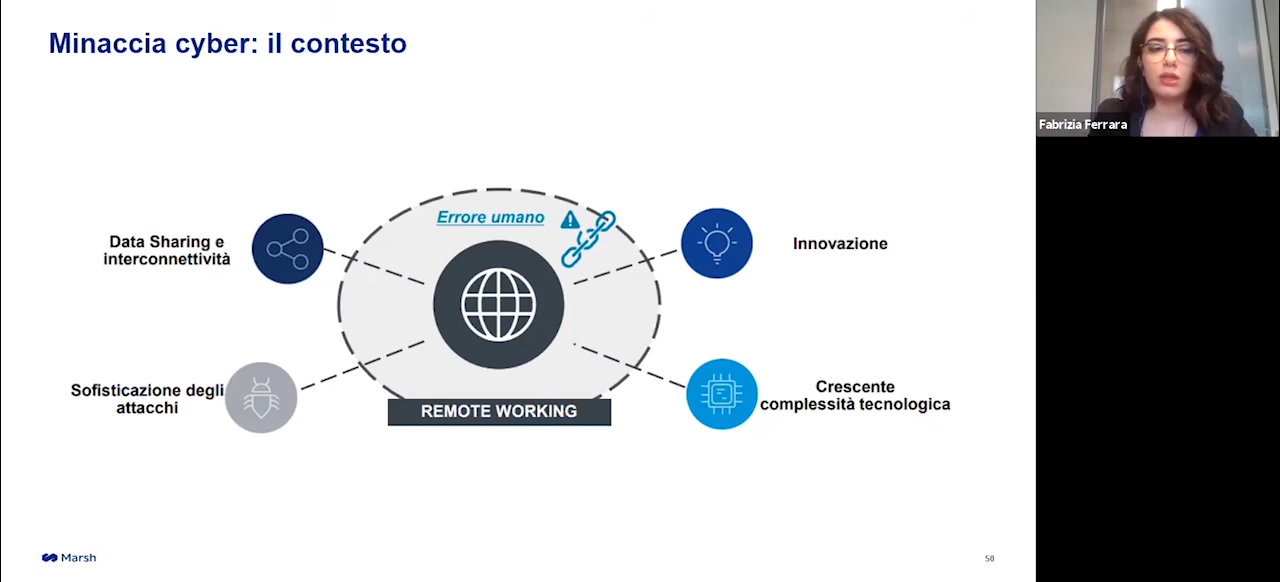 Minaccia cyber: il contesto
Fabrizia Ferrara
Errore umano
Data Sharing e
interconnettività
Innovazione
Sofisticazione degli
attacchi
Crescente
complessità tecnologica
REMOTE WORKING
Marsh
50